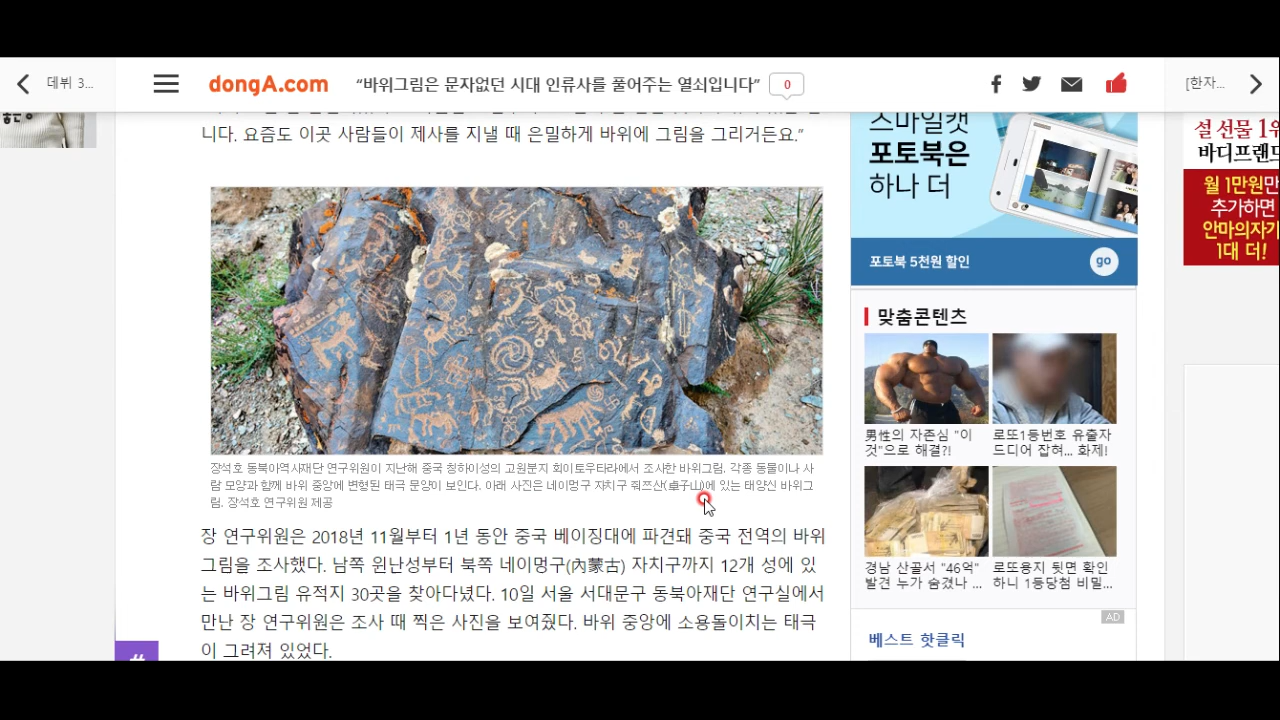 데뷔 3...
dongA.com
“바위그림은 문자없던 시대 인류사를 풀어주는 열쇠입니다”
0
[한자...
니다. 요즘도 이곳 사람들이 제사를 지낼 때 은밀하게 바위에 그림을 그리거든요.”
장석호 동북아역사재단 연구위원이 지난해 중국 칭하이성의 고원분지 회이토우타라에서 조사한 바위그림. 각종 동물이나 사
람 모양과 함께 바위 중앙에 변형된 태극 문양이 보인다. 아래 사진은 네이멍구 자치구 줘쯔산(卓子山)에 있는 태양신 바위그
림. 장석호 연구위원 제공
장 연구위원은 2018년 11월부터 1년 동안 중국 베이징대에 파견돼 중국 전역의 바위
그림을 조사했다. 남쪽 윈난성부터 북쪽 네이멍구(內蒙古) 자치구까지 12개 성에 있
는 바위그림 유적지 30곳을 찾아다녔다. 10일 서울 서대문구 동북아재단 연구실에서
만난 장 연구위원은 조사 때 찍은 사진을 보여줬다. 바위 중앙에 소용돌이치는 태극
이 그려져 있었다.
#
스마일캣
포토북은
하나 더
포토북 5천원 할인
go
맞춤콘텐츠
男性의 자존심 "이
것"으로 해결?!
로또1등번호 유출자
드디어 잡혀... 화제!
경남 산골서 "46억"
발견 누가 숨겼나 ...
로또용지 뒷면 확인
하니 1등당첨 비밀...
AD
베스트 핫클릭
설 선물 1위
바디프랜드
월 1만원만
추가하면
안마의자가
1대 더!